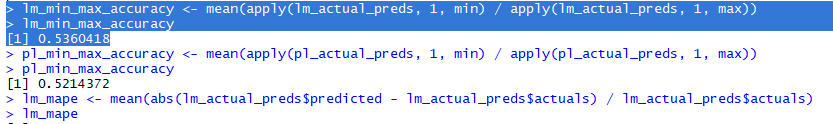 > lm_min_max_accuracy <- mean(apply(lm_actual_preds, 1, min) / apply(lm_actual_preds, 1, max))
> lm_min_max_accuracy
[1] 0.5360418
> pl_min_max_accuracy <- mean(apply(pl_actual_preds, 1, min) / apply(pl_actual_preds, 1, max))
> pl_min_max_accuracy
[1] 0.5214372
> lm_mape <- mean(abs(lm_actual_preds$predicted - lm_actual_preds$actuals) / lm_actual_preds$actuals)
> lm_mape